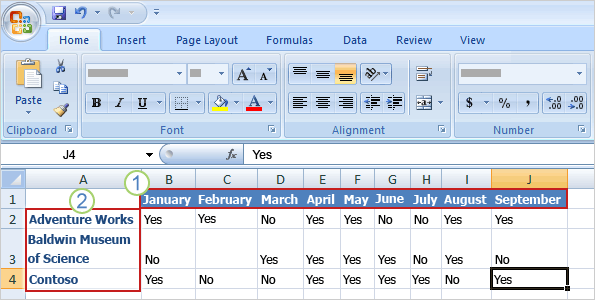 Home Insert Page Layout Formulas Data Review View
Paste
A A
B I U A
$ % ,
Clipboard Font Alignment Number
J4 fx Yes
A B C D E F G H I J
1
2
1 January February March April May June July August September
2 Adventure Works Yes Yes No Yes Yes No No Yes Yes
Baldwin Museum
3 of Science No Yes Yes Yes Yes No Yes No
4 Contoso Yes No No Yes Yes Yes Yes No Yes